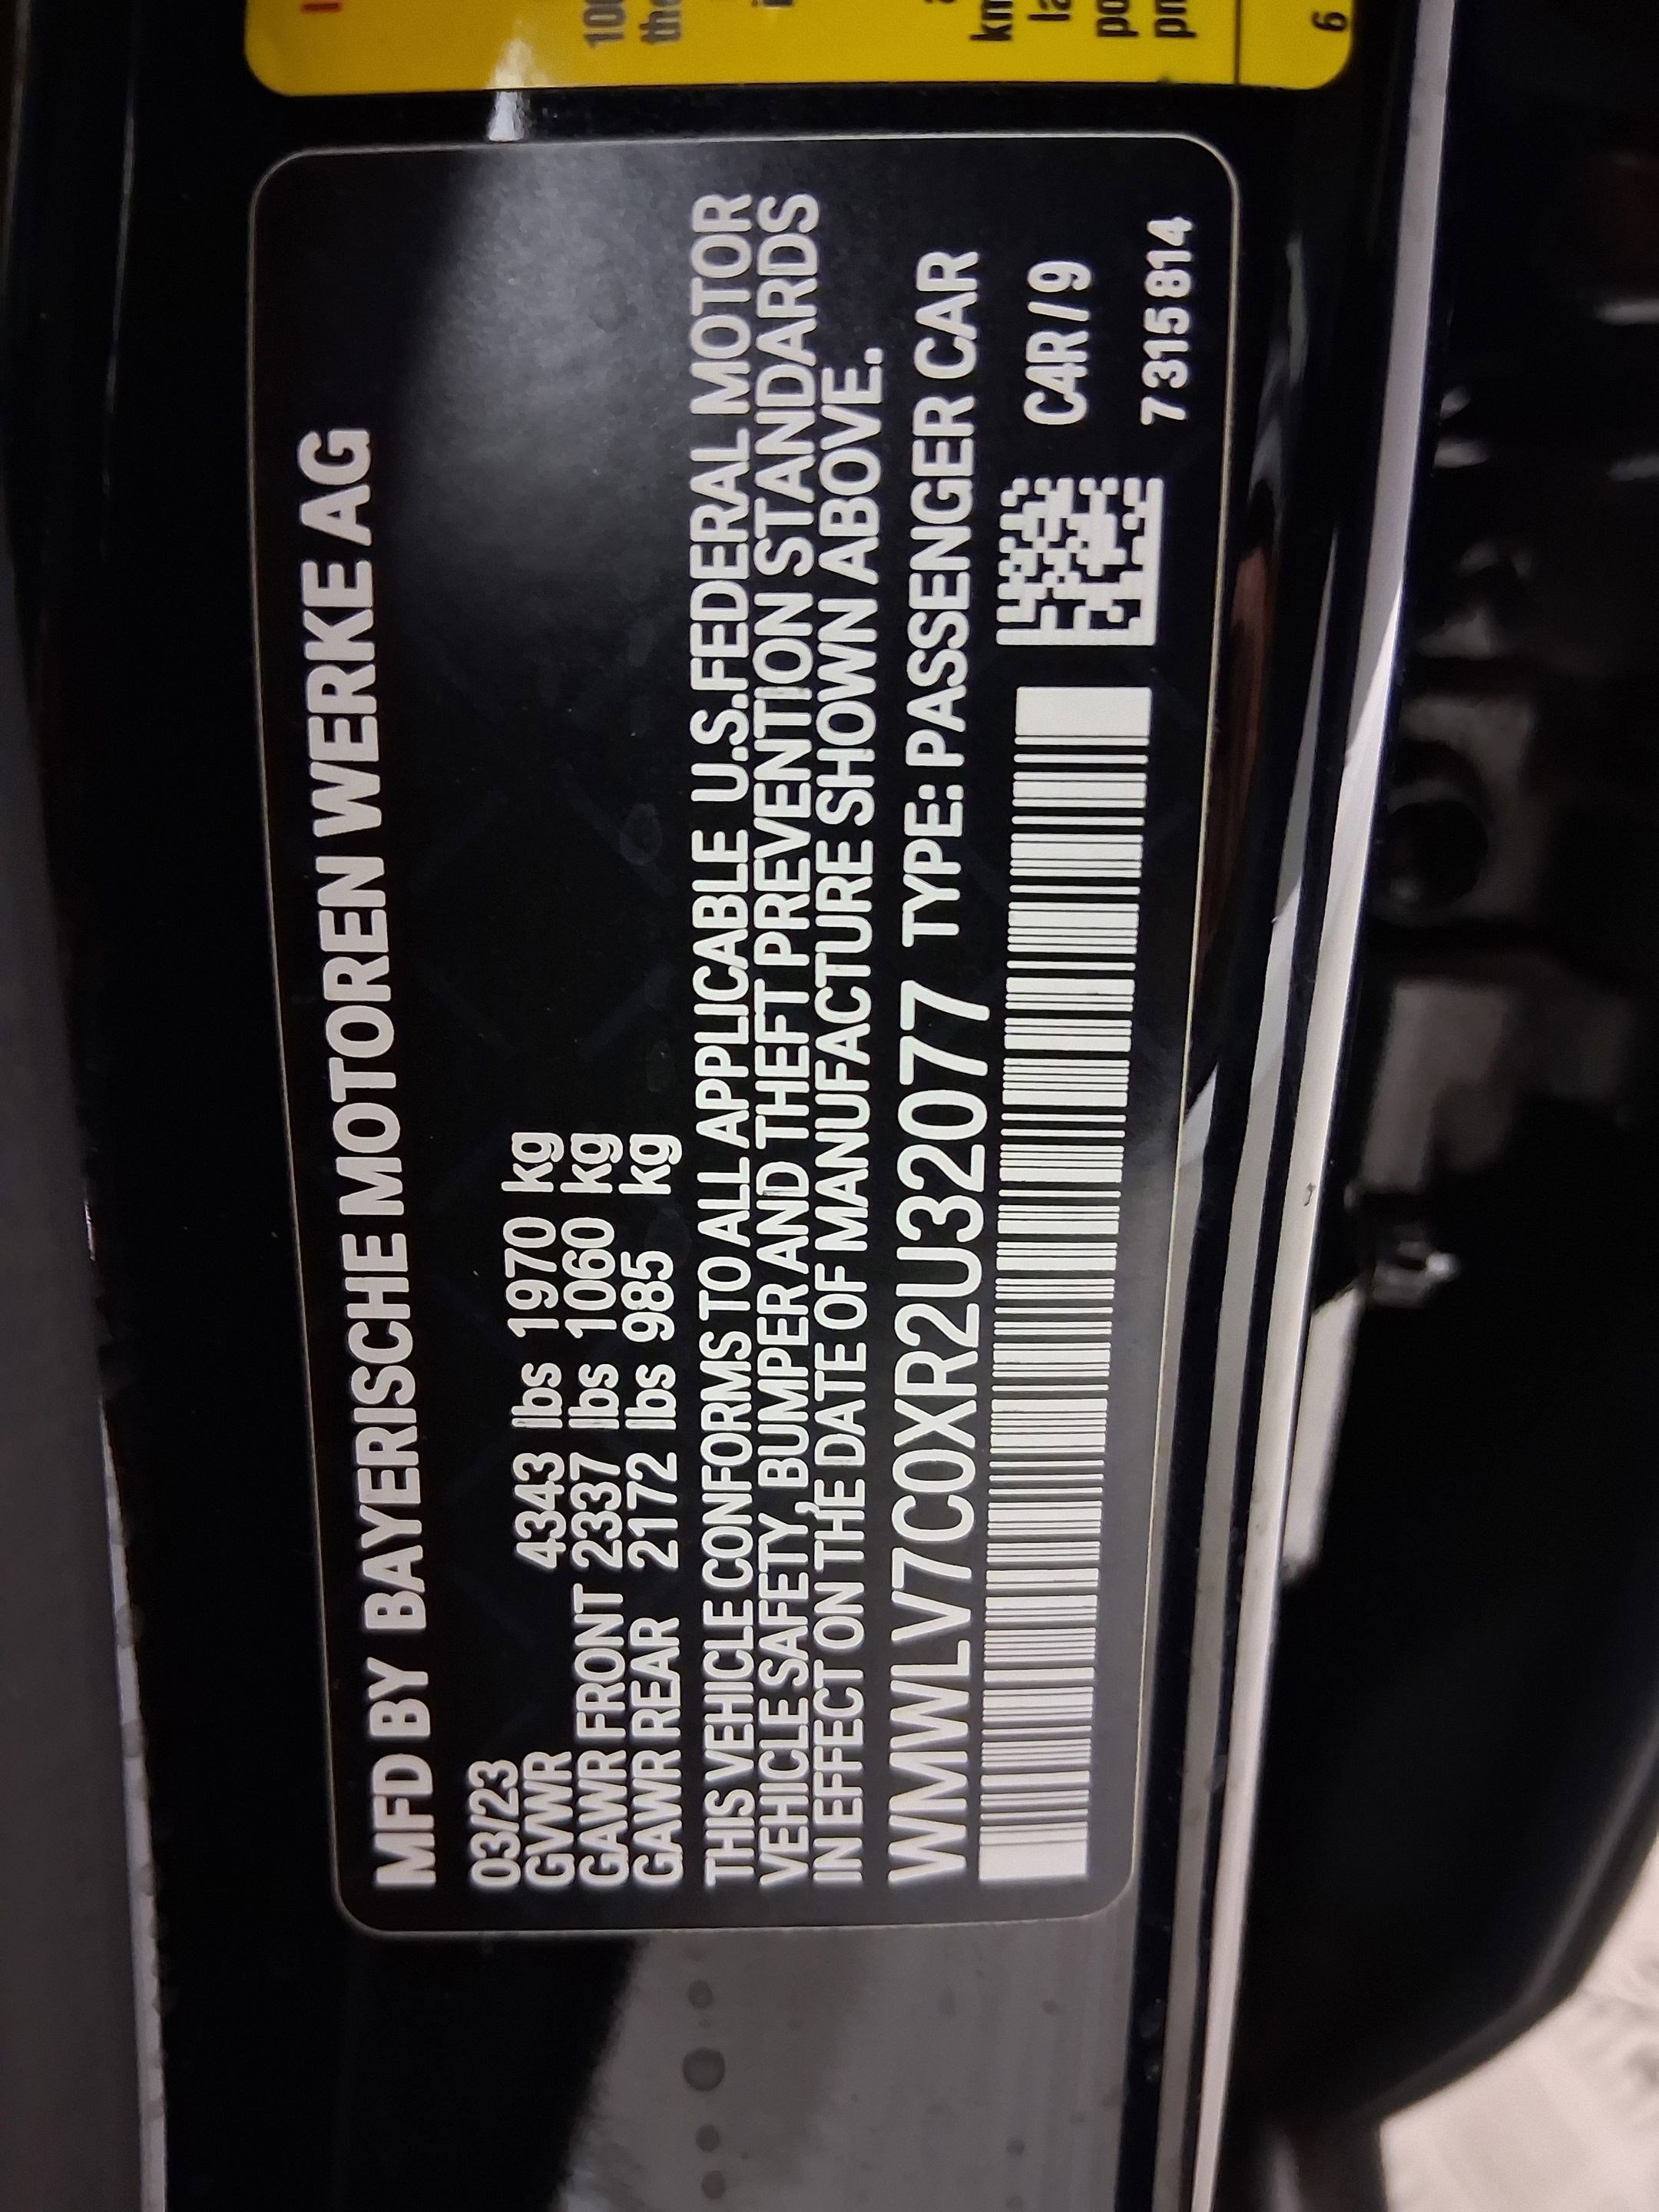 MFD BY BAYERISCHE MOTOREN WERKE AG
03/23
GVWR 4343 lbs 1970 kg
GAWR FRONT 2337 lbs 1060 kg
GAWR REAR 2172 lbs 985 kg
THIS VEHICLE CONFORMS TO ALL APPLICABLE U.S.FEDERAL MOTOR
VEHICLE SAFETY, BUMPER AND THEFT PREVENTION STANDARDS
IN EFFECT ON THE DATE OF MANUFACTURE SHOWN ABOVE.
WMWLV7C0XR2U32077 TYPE: PASSENGER CAR
C4R/9
7 315 814
6